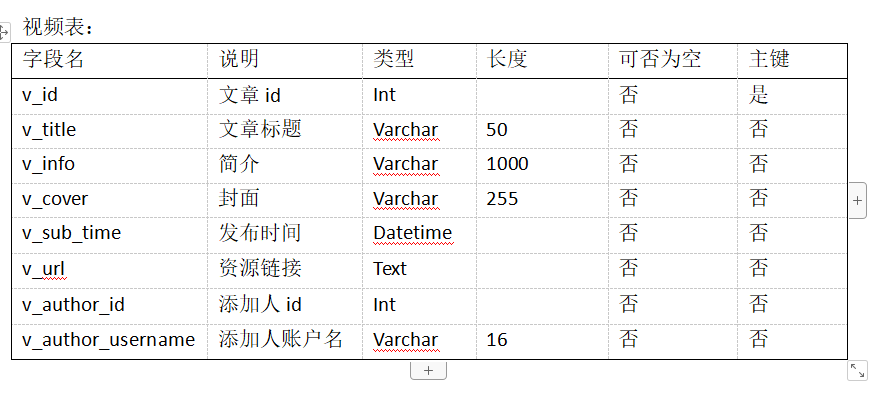 视频表：
字段名 说明 类型 长度 可否为空 主键
v_id 文章 id Int 否 是
v_title 文章标题 Varchar 50 否 否
v_info 简介 Varchar 1000 否 否
v_cover 封面 Varchar 255 否 否
v_sub_time 发布时间 Datetime 否 否
v_url 资源链接 Text 否 否
v_author_id 添加人 id Int 否 否
v_author_username 添加人账户名 Varchar 16 否 否